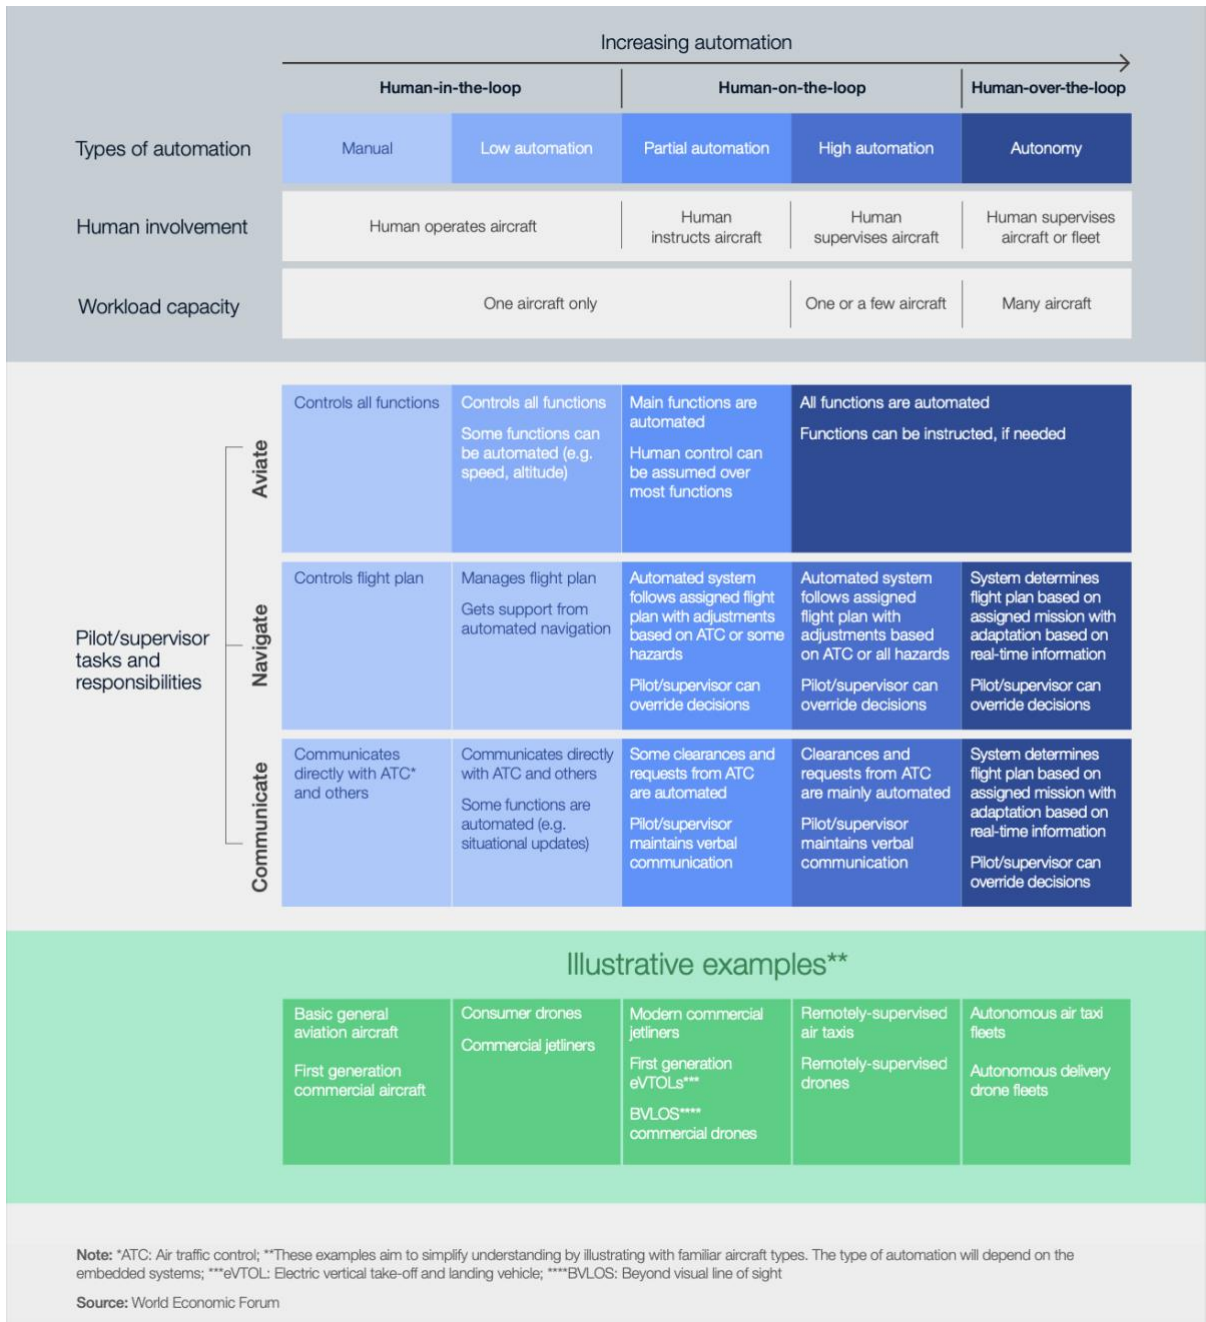 Increasing automation
Human-in-the-loop
Human-on-the-loop
Human-over-the-loop
Types of automation
Manual
Low automation
Partial automation
High automation
Autonomy
Human involvement
Human operates aircraft
Human
instructs aircraft
Human
supervises aircraft
Human supervises
aircraft or fleet
Workload capacity
One aircraft only
One or a few aircraft
Many aircraft
Pilot/supervisor
tasks and
responsibilities
Aviate
Controls all functions
Controls all functions
Some functions can
be automated (e.g.
speed, altitude)
Main functions are
automated
Human control can
be assumed over
most functions
All functions are automated
Functions can be instructed, if needed
Navigate
Controls flight plan
Manages flight plan
Gets support from
automated navigation
Automated system
follows assigned flight
plan with adjustments
based on ATC or some
hazards
Pilot/supervisor can
override decisions
Automated system
follows assigned
flight plan with
adjustments based
on ATC or all hazards
Pilot/supervisor can
override decisions
System determines
flight plan based on
assigned mission with
adaptation based on
real-time information
Pilot/supervisor can
override decisions
Communicate
Communicates
directly with ATC*
and others
Communicates directly
with ATC and others
Some functions are
automated (e.g.
situational updates)
Some clearances and
requests from ATC
are automated
Pilot/supervisor
maintains verbal
communication
Clearances and
requests from ATC
are mainly automated
Pilot/supervisor
maintains verbal
communication
System determines
flight plan based on
assigned mission with
adaptation based on
real-time information
Pilot/supervisor can
override decisions
Illustrative examples**
Basic general
aviation aircraft
First generation
commercial aircraft
Consumer drones
Commercial jetliners
Modern commercial
jetliners
First generation
eVTOLs***
BVLOS****
commercial drones
Remotely-supervised
air taxis
Remotely-supervised
drones
Autonomous air taxi
fleets
Autonomous delivery
drone fleets
Note: *ATC: Air traffic control; **These examples aim to simplify understanding by illustrating with familiar aircraft types. The type of automation will depend on the
embedded systems; ***eVTOL: Electric vertical take-off and landing vehicle; ****BVLOS: Beyond visual line of sight
Source: World Economic Forum